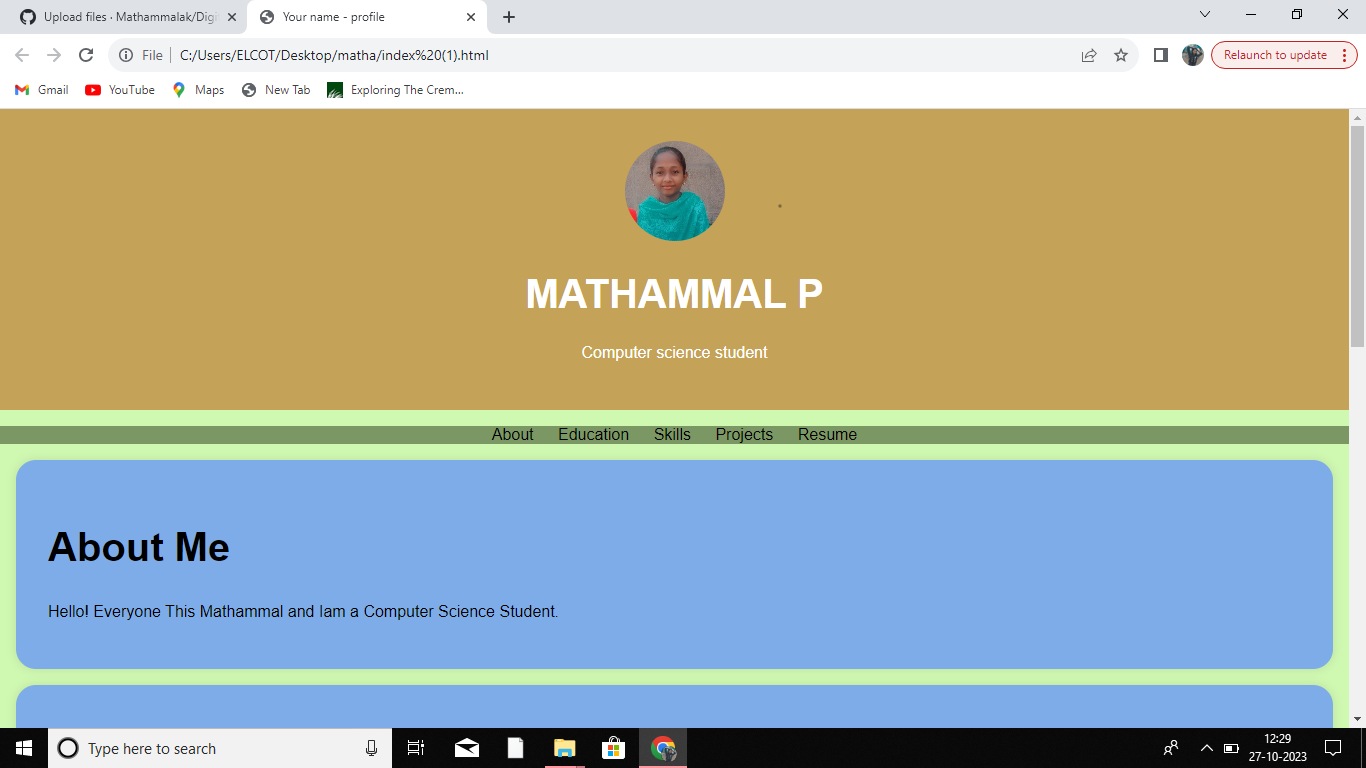 Upload files · Mathammalak/Digi
Your name - profile
File
C:/Users/ELCOT/Desktop/matha/index%20(1).html
Relaunch to update
Gmail
YouTube
Maps
New Tab
Exploring The Crem...
MATHAMMAL P
Computer science student
About
Education
Skills
Projects
Resume
About Me
Hello! Everyone This Mathammal and Iam a Computer Science Student.
Type here to search
12:29
27-10-2023